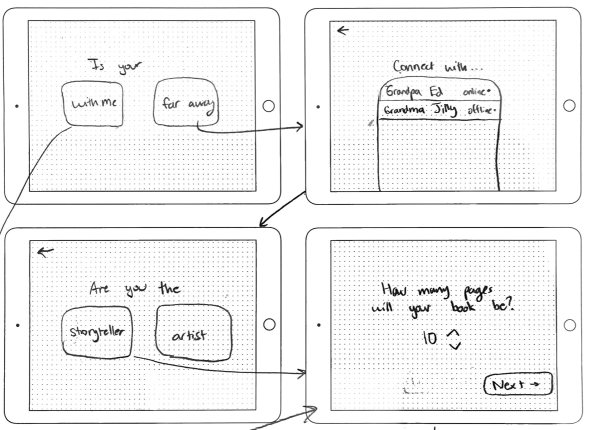 Is your
with me
far away
Connect with...
Grandpa Ed online
Grandma Jilly offline
Are you the
storyteller
artist
How many pages
will your book be?
10
Next →